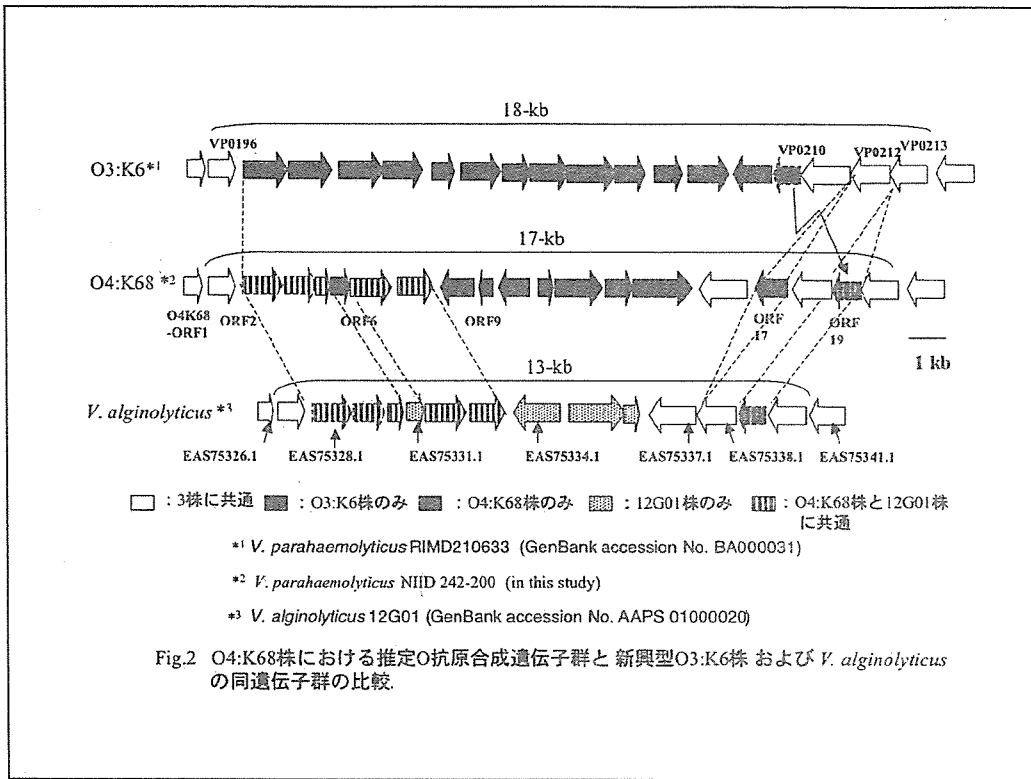 18-kb
VP0196
VP0210
VP0212
VP0213
O3:K6*1
17-kb
O4:K68 *2
O4K68
-ORF1
ORF2
ORF6
ORF9
ORF
17
ORF
19
1 kb
13-kb
V. alginolyticus *3
EAS75326.1
EAS75328.1
EAS75331.1
EAS75334.1
EAS75337.1
EAS75338.1
EAS75341.1
:3株に共通 :O3:K6株のみ :O4:K68株のみ :12G01株のみ :O4:K68株と12G01株
に共通
*1 V. parahaemolyticus RIMD210633 (GenBank accession No. BA000031)
*2 V. parahaemolyticus NIID 242-200 (in this study)
*3 V. alginolyticus 12G01 (GenBank accession No. AAPS 01000020)
Fig.2 O4:K68株における推定O抗原合成遺伝子群と 新興型O3:K6株 および V. alginolyticus
の同遺伝子群の比較.